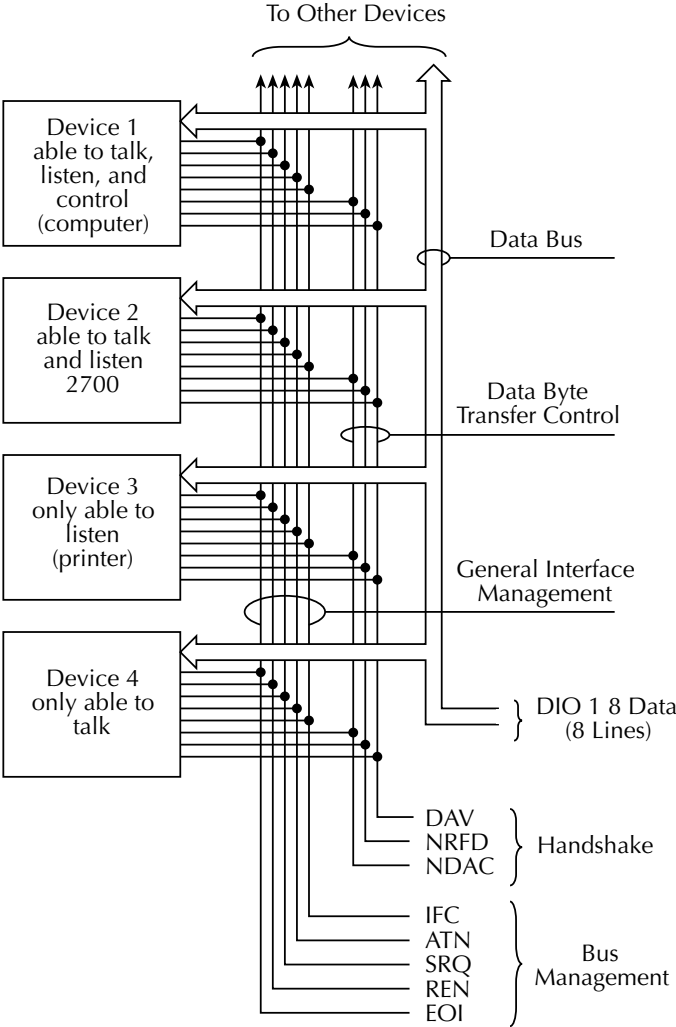 To Other Devices
Device 1
able to talk,
listen, and
control
(computer)
Data Bus
Device 2
able to talk
and listen
2700
Data Byte
Transfer Control
Device 3
only able to
listen
(printer)
General Interface
Management
Device 4
only able to
talk
DIO 1 8 Data
(8 Lines)
DAV
NRFD
NDAC
Handshake
IFC
ATN
SRQ
REN
EOI
Bus
Management